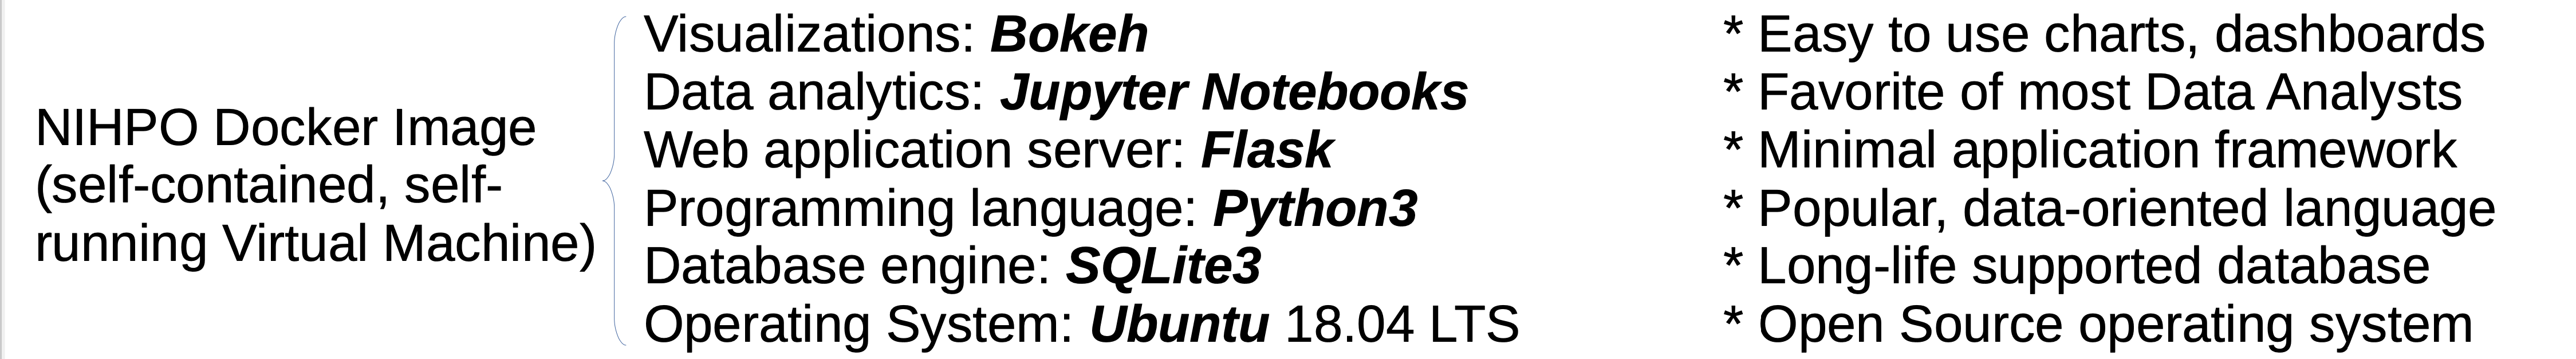 NIHPO Docker Image
(self-contained, self-
running Virtual Machine)
Visualizations: Bokeh
Data analytics: Jupyter Notebooks
Web application server: Flask
Programming language: Python3
Database engine: SQLite3
Operating System: Ubuntu 18.04 LTS
* Easy to use charts, dashboards
* Favorite of most Data Analysts
* Minimal application framework
* Popular, data-oriented language
* Long-life supported database
* Open Source operating system